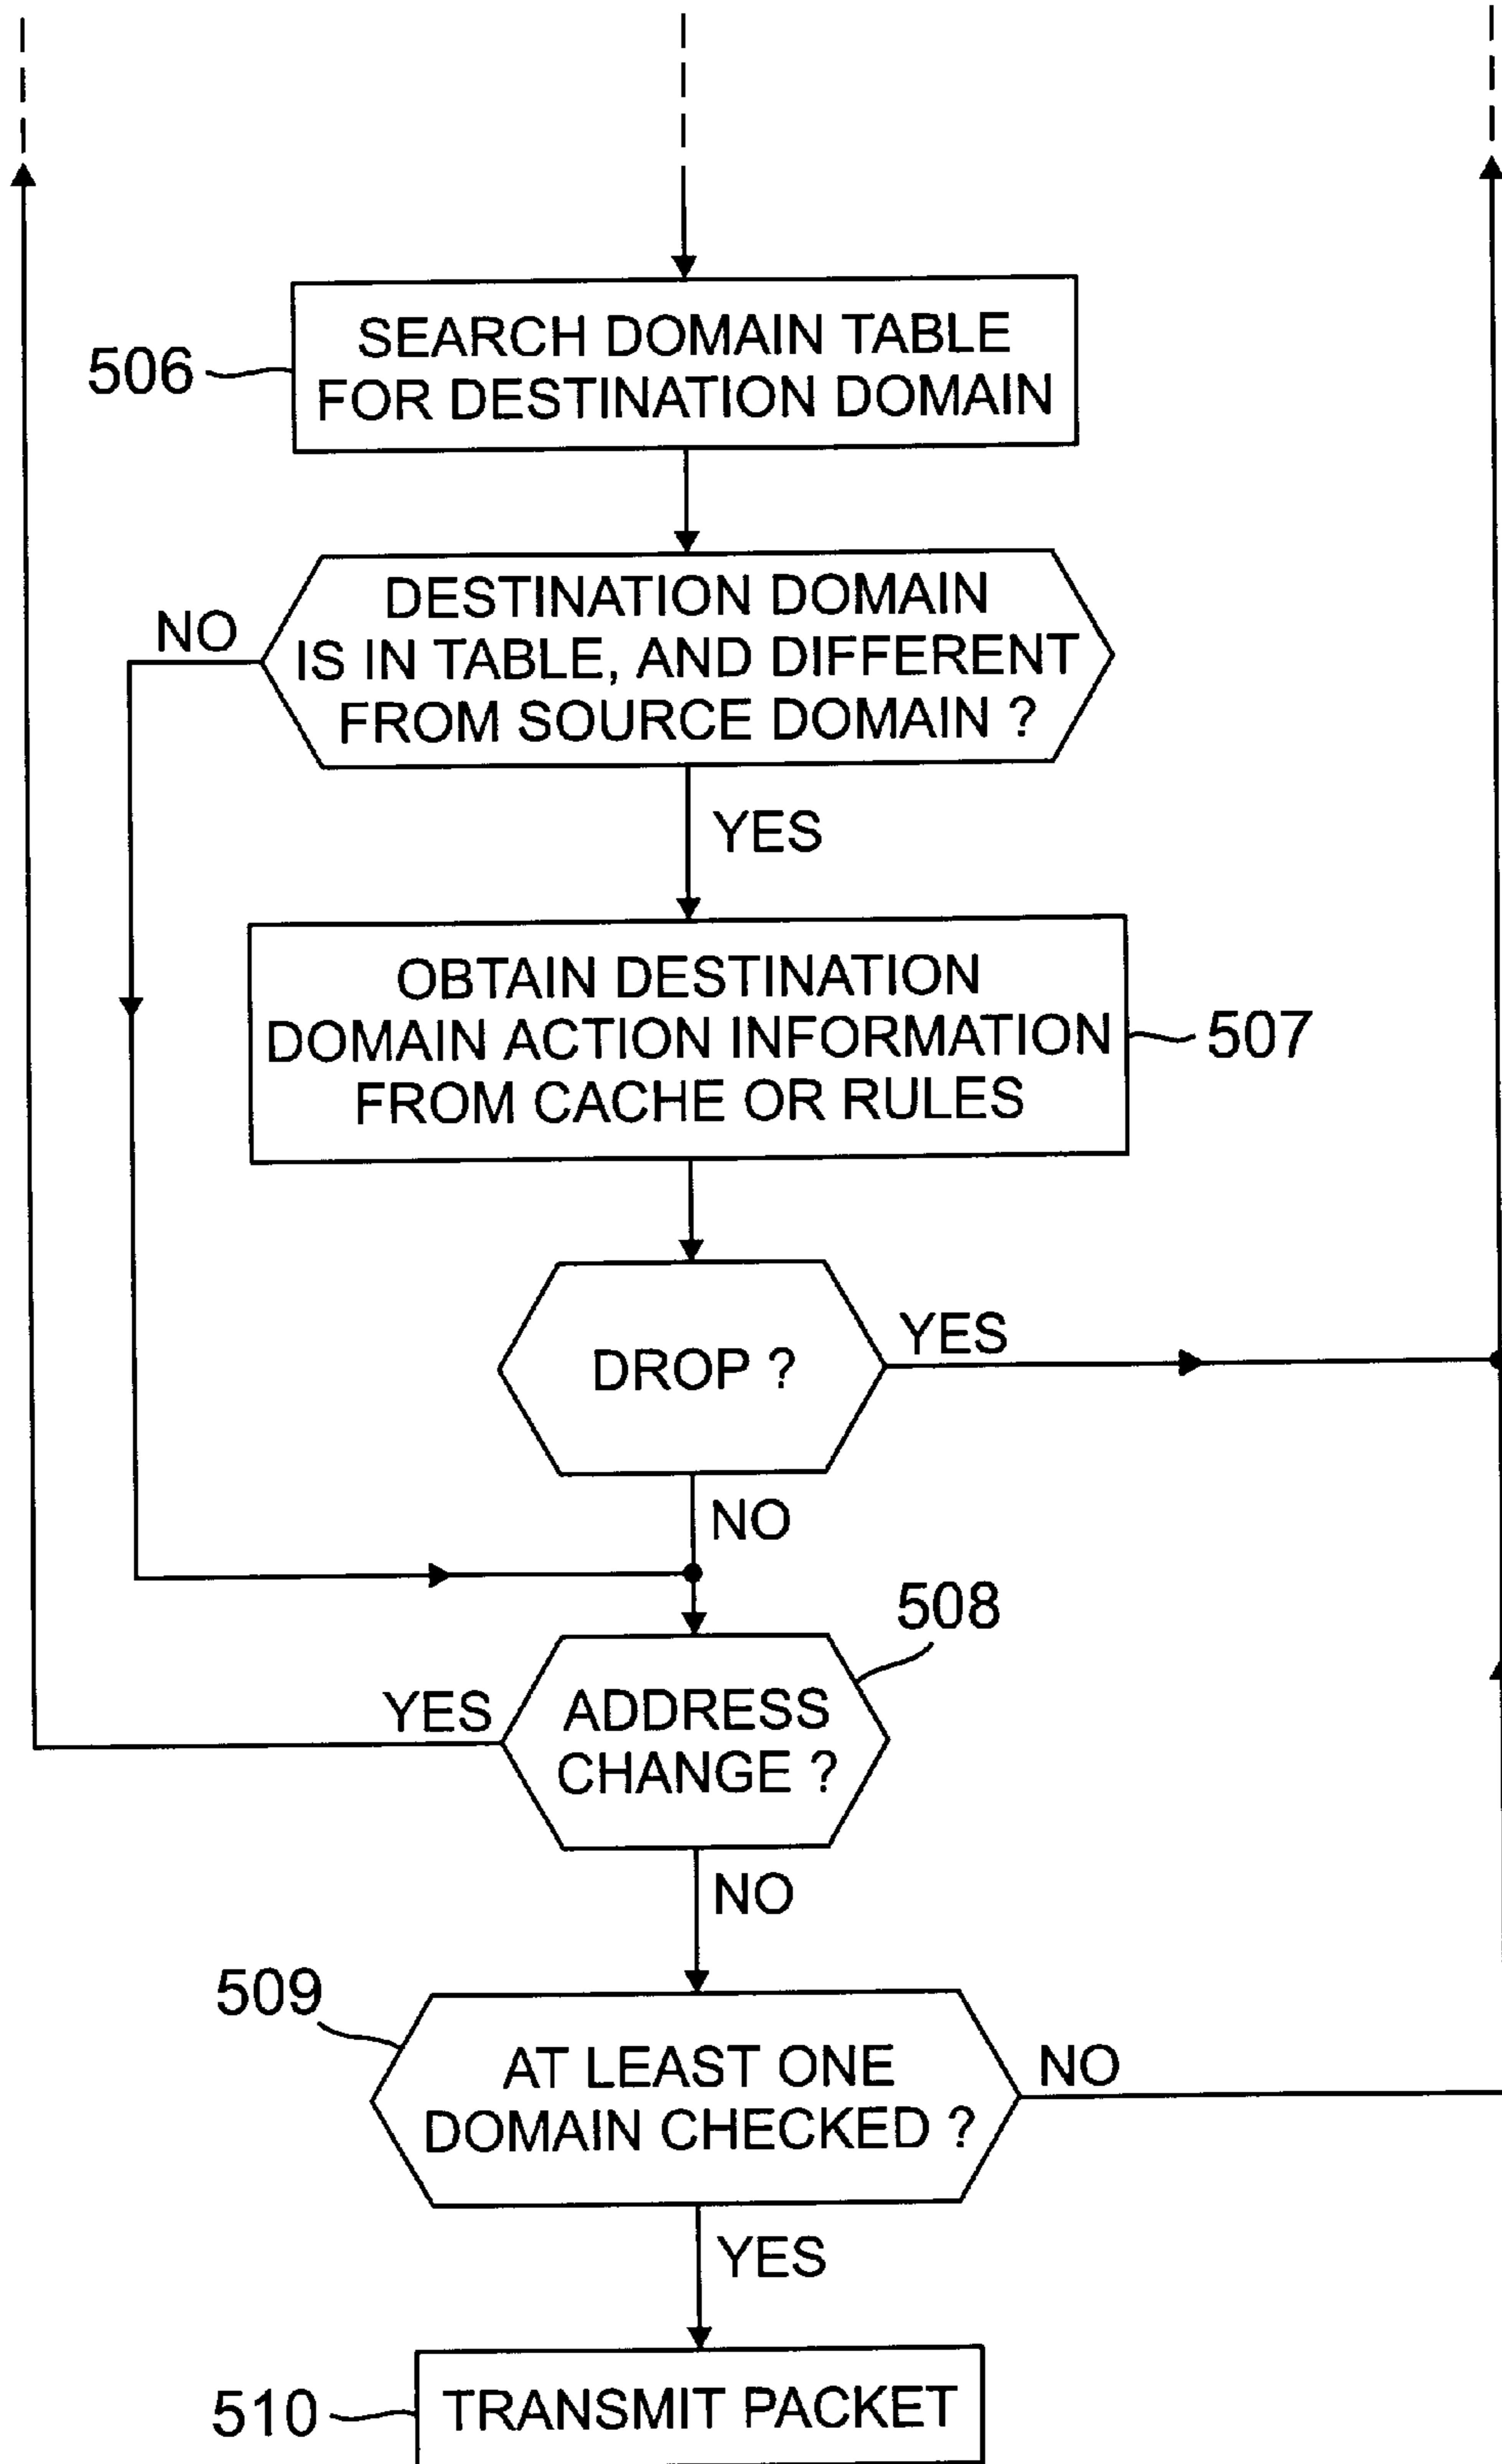 506
SEARCH DOMAIN TABLE
FOR DESTINATION DOMAIN
NO
DESTINATION DOMAIN
IS IN TABLE, AND DIFFERENT
FROM SOURCE DOMAIN ?
YES
OBTAIN DESTINATION
DOMAIN ACTION INFORMATION
FROM CACHE OR RULES
507
DROP ?
YES
NO
508
YES
ADDRESS
CHANGE ?
NO
509
AT LEAST ONE
DOMAIN CHECKED ?
NO
YES
510
TRANSMIT PACKET